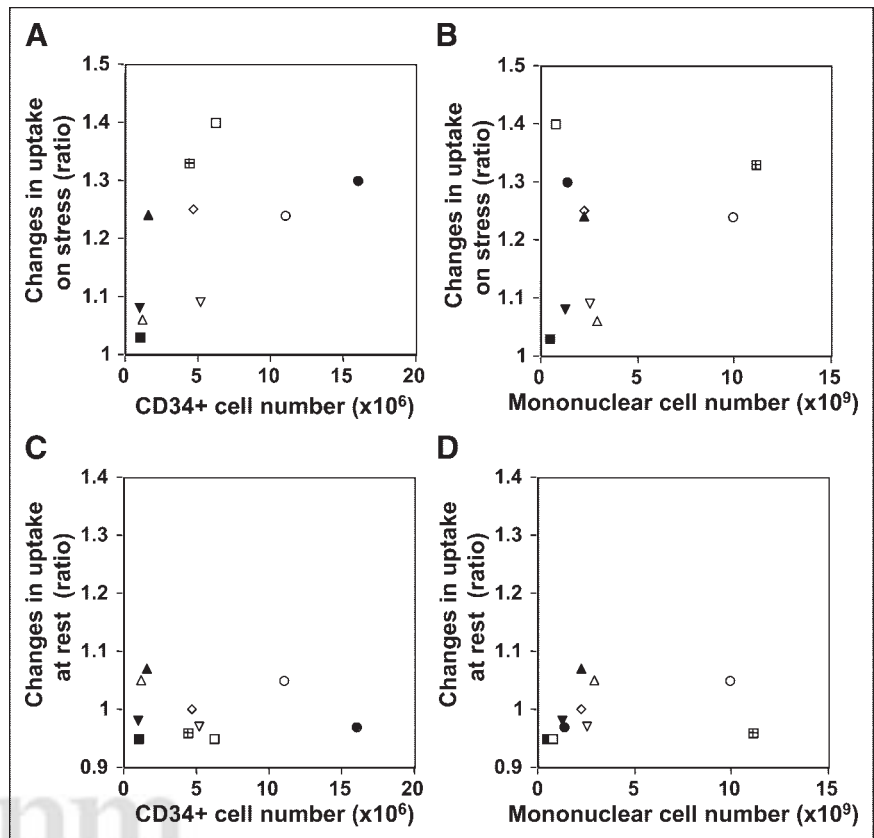 A
B
Changes in uptake
on stress (ratio)
1.5
1.4
1.3
1.2
1.1
1
0 5 10 15 20
CD34+ cell number (x10⁶)
Changes in uptake
on stress (ratio)
1.5
1.4
1.3
1.2
1.1
1
0 5 10 15
Mononuclear cell number (x10⁹)
C
D
Changes in uptake
at rest (ratio)
1.4
1.3
1.2
1.1
1
0.9
0 5 10 15 20
CD34+ cell number (x10⁶)
Changes in uptake
at rest (ratio)
1.4
1.3
1.2
1.1
1
0.9
0 5 10 15
Mononuclear cell number (x10⁹)